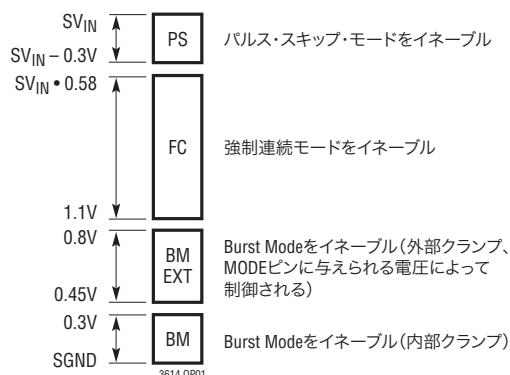 SVIN
PS
パルス・スキップ・モードをイネーブル
SVIN – 0.3V
SVIN • 0.58
FC
強制連続モードをイネーブル
1.1V
0.8V
BM
EXT
Burst Modeをイネーブル(外部クランプ、
MODEピンに与えられる電圧によって
制御される)
0.45V
0.3V
BM
Burst Modeをイネーブル(内部クランプ)
SGND
3614 OP01